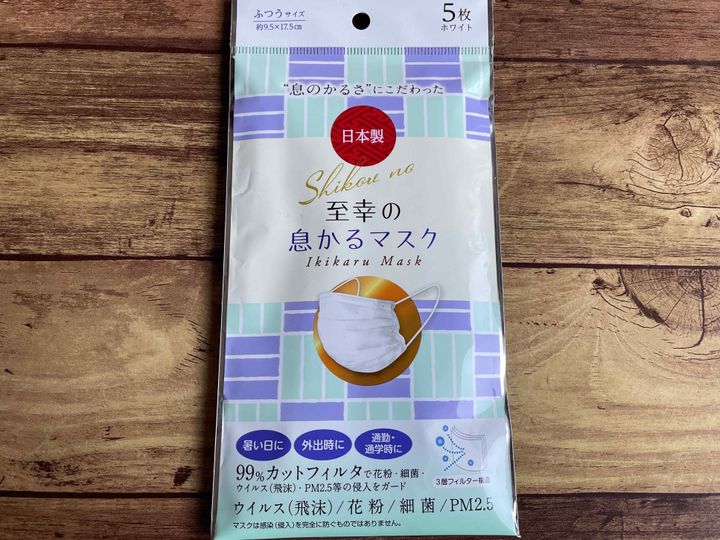 ふつうサイズ
約9.5×17.5cm
5枚
ホワイト
“息のかるさ”にこだわった
日本製
Shikou no
至幸の
息かるマスク
Ikikaru Mask
暑い日に
外出時に
通勤・
通学時に
99%カットフィルタで花粉・細菌・
ウイルス(飛沫)・PM2.5等の侵入をガード
3層フィルター構造
ウイルス(飛沫)/花粉/細菌/PM2.5
マスクは感染(侵入)を完全に防ぐものではありません。